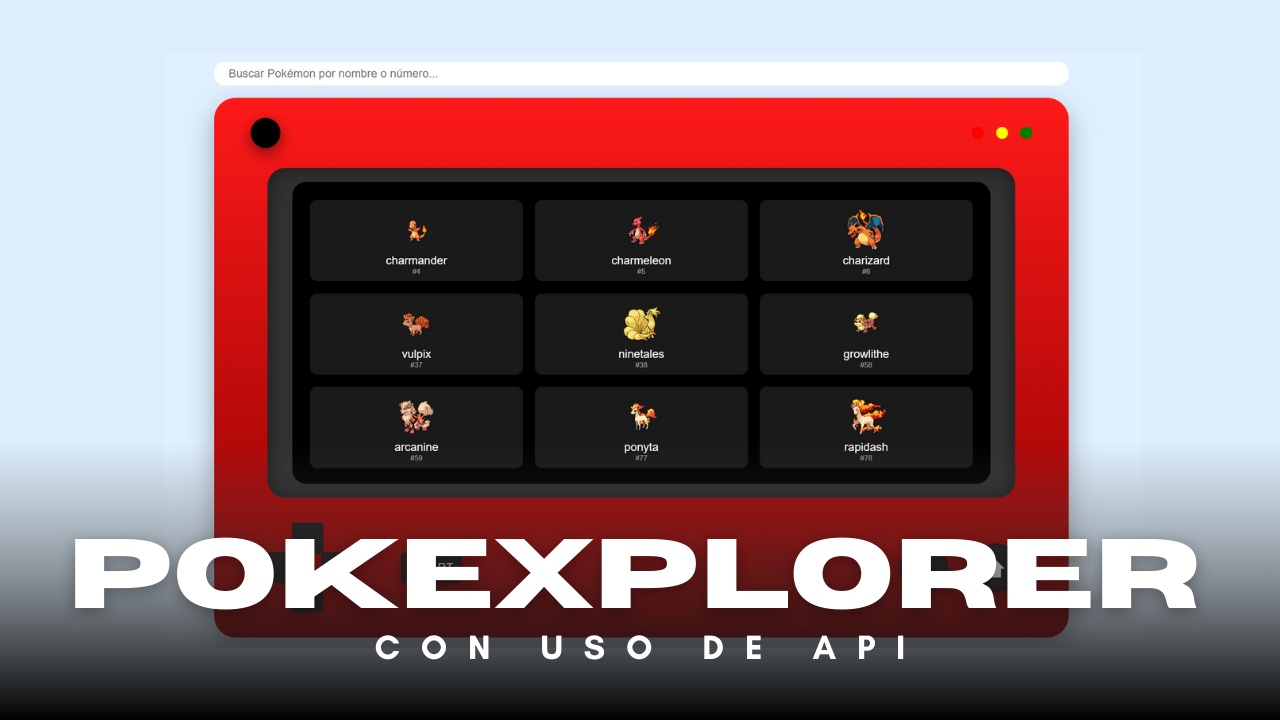 Buscar Pokémon por nombre o número...
charmander
#4
charmeleon
#5
charizard
#6
vulpix
#37
ninetales
#38
growlithe
#58
arcanine
#59
ponyta
#77
rapidash
#78
POKEXPLORER
CON USO DE API